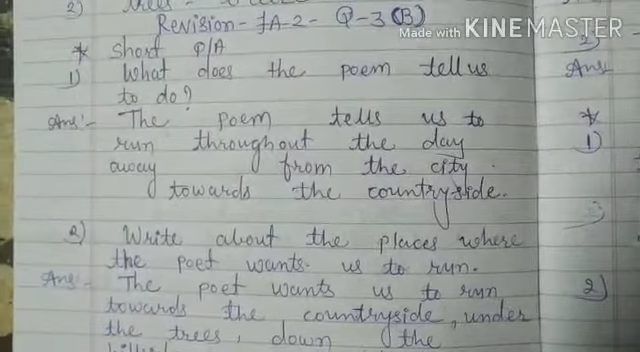 Revision - FA-2 - Q-3 (B)
Made with KINEMASTER
* Short P/A
1) What does the poem tell us
to do?
Ans:- The poem tells us to
run throughout the day
away from the city
towards the countryside.
2) Write about the places where
the poet wants us to run.
Ans:- The poet wants us to run
towards the countryside, under
the trees, down the
2)
Ans
*
1)
2)